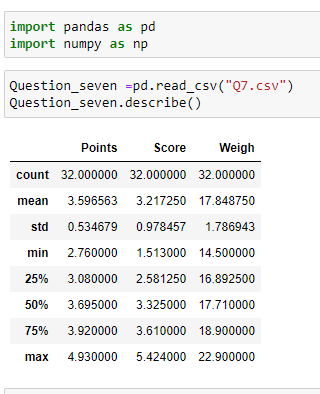 import pandas as pd
import numpy as np
Question_seven =pd.read_csv("Q7.csv")
Question_seven.describe()
Points Score Weigh
count 32.000000 32.000000 32.000000
mean 3.596563 3.217250 17.848750
std 0.534679 0.978457 1.786943
min 2.760000 1.513000 14.500000
25% 3.080000 2.581250 16.892500
50% 3.695000 3.325000 17.710000
75% 3.920000 3.610000 18.900000
max 4.930000 5.424000 22.900000